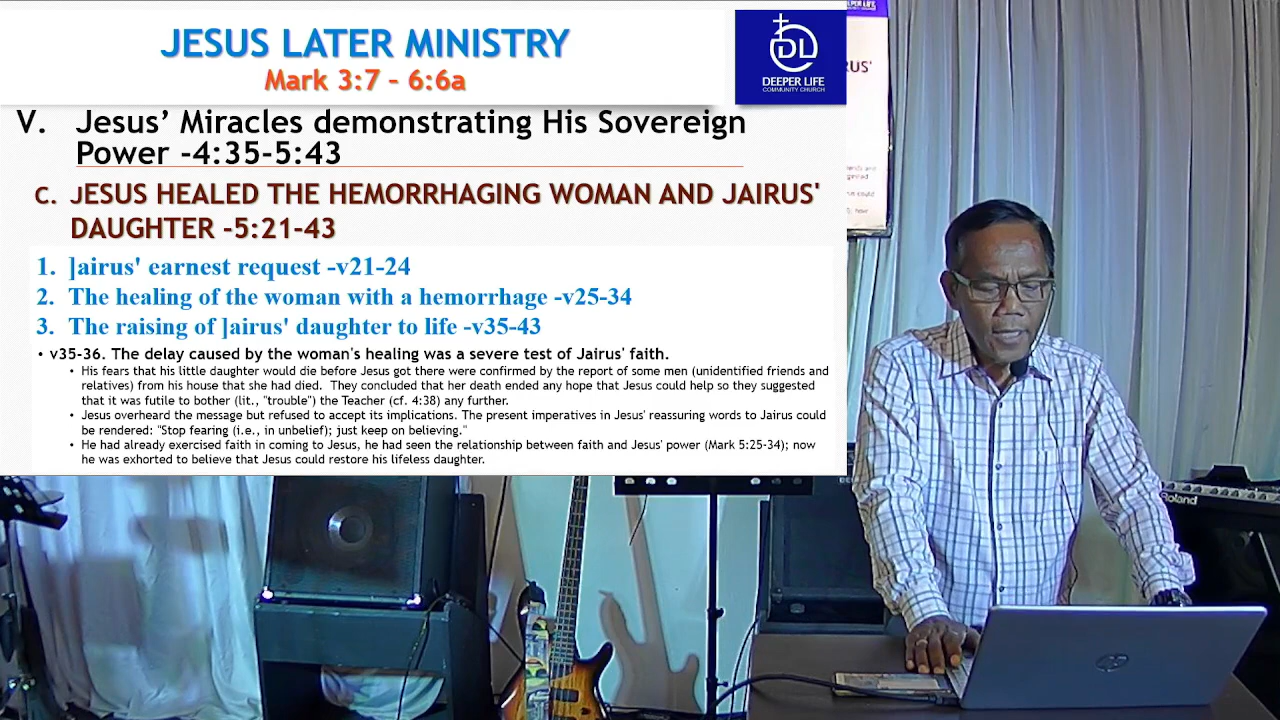 JESUS LATER MINISTRY
Mark 3:7 – 6:6a
DL
DEEPER LIFE
COMMUNITY CHURCH
V. Jesus’ Miracles demonstrating His Sovereign
Power -4:35-5:43
C. JESUS HEALED THE HEMORRHAGING WOMAN AND JAIRUS'
DAUGHTER -5:21-43
1. ]airus' earnest request -v21-24
2. The healing of the woman with a hemorrhage -v25-34
3. The raising of ]airus' daughter to life -v35-43
• v35-36. The delay caused by the woman's healing was a severe test of Jairus' faith.
• His fears that his little daughter would die before Jesus got there were confirmed by the report of some men (unidentified friends and
relatives) from his house that she had died. They concluded that her death ended any hope that Jesus could help so they suggested
that it was futile to bother (lit., "trouble") the Teacher (cf. 4:38) any further.
• Jesus overheard the message but refused to accept its implications. The present imperatives in Jesus' reassuring words to Jairus could
be rendered: "Stop fearing (i.e., in unbelief); just keep on believing."
• He had already exercised faith in coming to Jesus, he had seen the relationship between faith and Jesus' power (Mark 5:25-34); now
he was exhorted to believe that Jesus could restore his lifeless daughter.
RUS'
Roland
hp